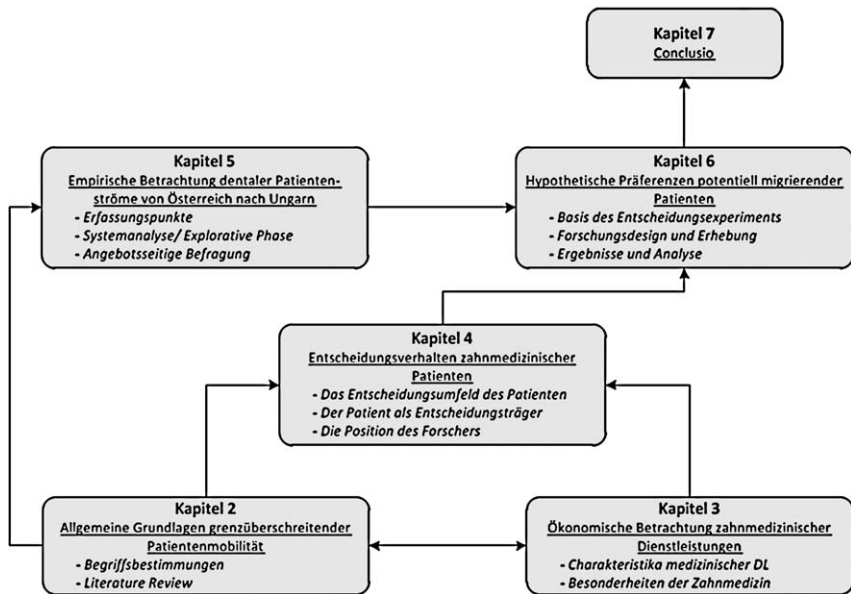 Kapitel 7
Conclusio
Kapitel 5
Empirische Betrachtung dentaler Patienten-
ströme von Österreich nach Ungarn
- Erfassungspunkte
- Systemanalyse/ Explorative Phase
- Angebotsseitige Befragung
Kapitel 6
Hypothetische Präferenzen potentiell migrierender
Patienten
- Basis des Entscheidungsexperiments
- Forschungsdesign und Erhebung
- Ergebnisse und Analyse
Kapitel 4
Entscheidungsverhalten zahnmedizinischer
Patienten
- Das Entscheidungsumfeld des Patienten
- Der Patient als Entscheidungsträger
- Die Position des Forschers
Kapitel 2
Allgemeine Grundlagen grenzüberschreitender
Patientenmobilität
- Begriffsbestimmungen
- Literature Review
Kapitel 3
Ökonomische Betrachtung zahnmedizinischer
Dienstleistungen
- Charakteristika medizinischer DL
- Besonderheiten der Zahnmedizin